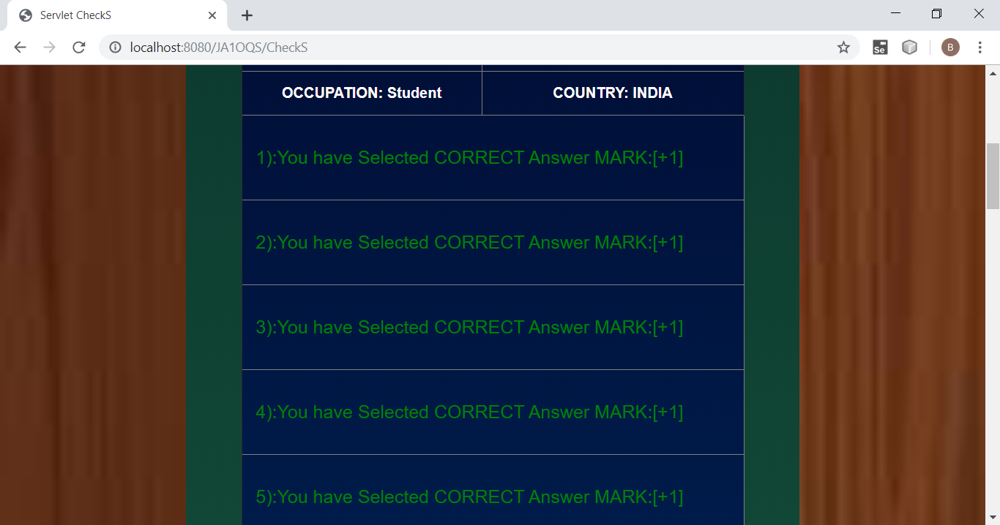 Servlet CheckS
localhost:8080/JA1OQS/CheckS
Se
B
OCCUPATION: Student
COUNTRY: INDIA
1):You have Selected CORRECT Answer MARK:[+1]
2):You have Selected CORRECT Answer MARK:[+1]
3):You have Selected CORRECT Answer MARK:[+1]
4):You have Selected CORRECT Answer MARK:[+1]
5):You have Selected CORRECT Answer MARK:[+1]